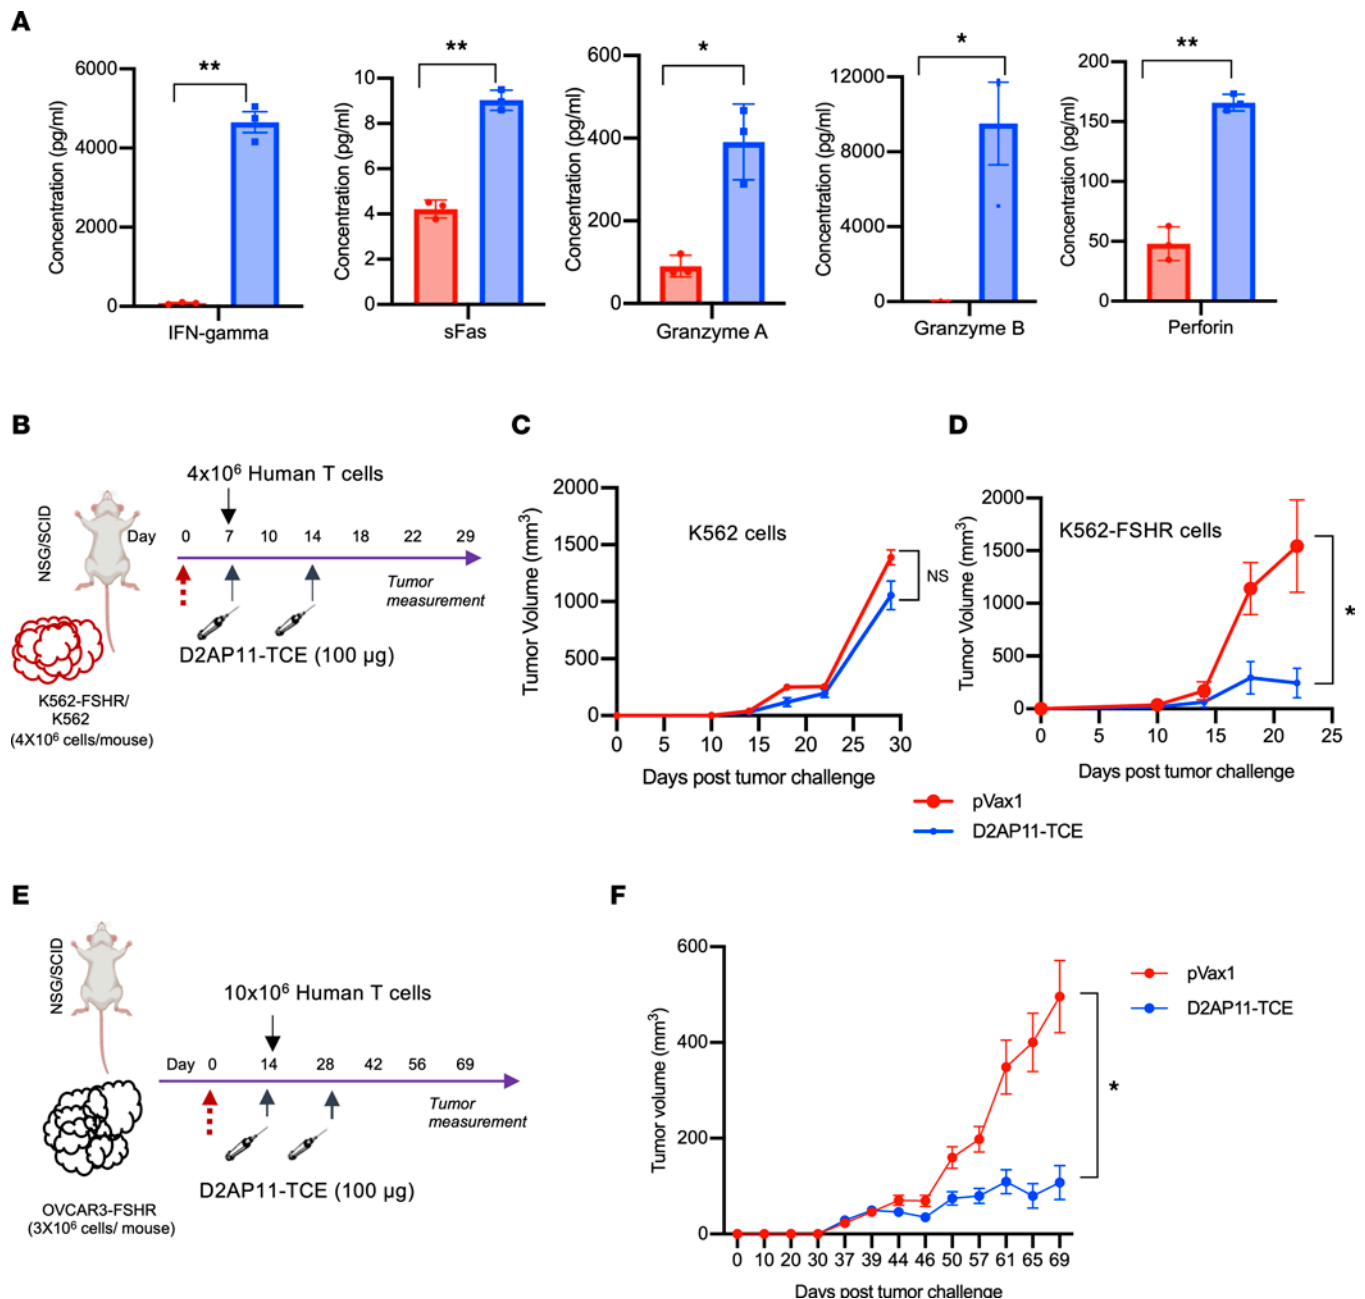 A
**
6000
4000
2000
0
Concentration (pg/ml)
IFN-gamma
**
10
8
6
4
2
0
Concentration (pg/ml)
sFas
*
600
400
200
0
Concentration (pg/ml)
Granzyme A
*
12000
8000
4000
0
Concentration (pg/ml)
Granzyme B
**
200
150
100
50
0
Concentration (pg/ml)
Perforin
B
NSG/SCID
4x10⁶ Human T cells
Day 0 7 10 14 18 22 29
Tumor
measurement
D2AP11-TCE (100 µg)
K562-FSHR/
K562
(4X10⁶ cells/mouse)
C
2000
1500
1000
500
0
Tumor Volume (mm³)
K562 cells
NS
0 5 10 15 20 25 30
Days post tumor challenge
D
2000
1500
1000
500
0
Tumor Volume (mm³)
K562-FSHR cells
*
0 5 10 15 20 25
Days post tumor challenge
pVax1
D2AP11-TCE
E
NSG/SCID
10x10⁶ Human T cells
Day 0 14 28 42 56 69
Tumor
measurement
D2AP11-TCE (100 µg)
OVCAR3-FSHR
(3X10⁶ cells/ mouse)
F
600
400
200
0
Tumor volume (mm³)
pVax1
D2AP11-TCE
*
0 10 20 30 37 39 44 46 50 57 61 65 69
Days post tumor challenge